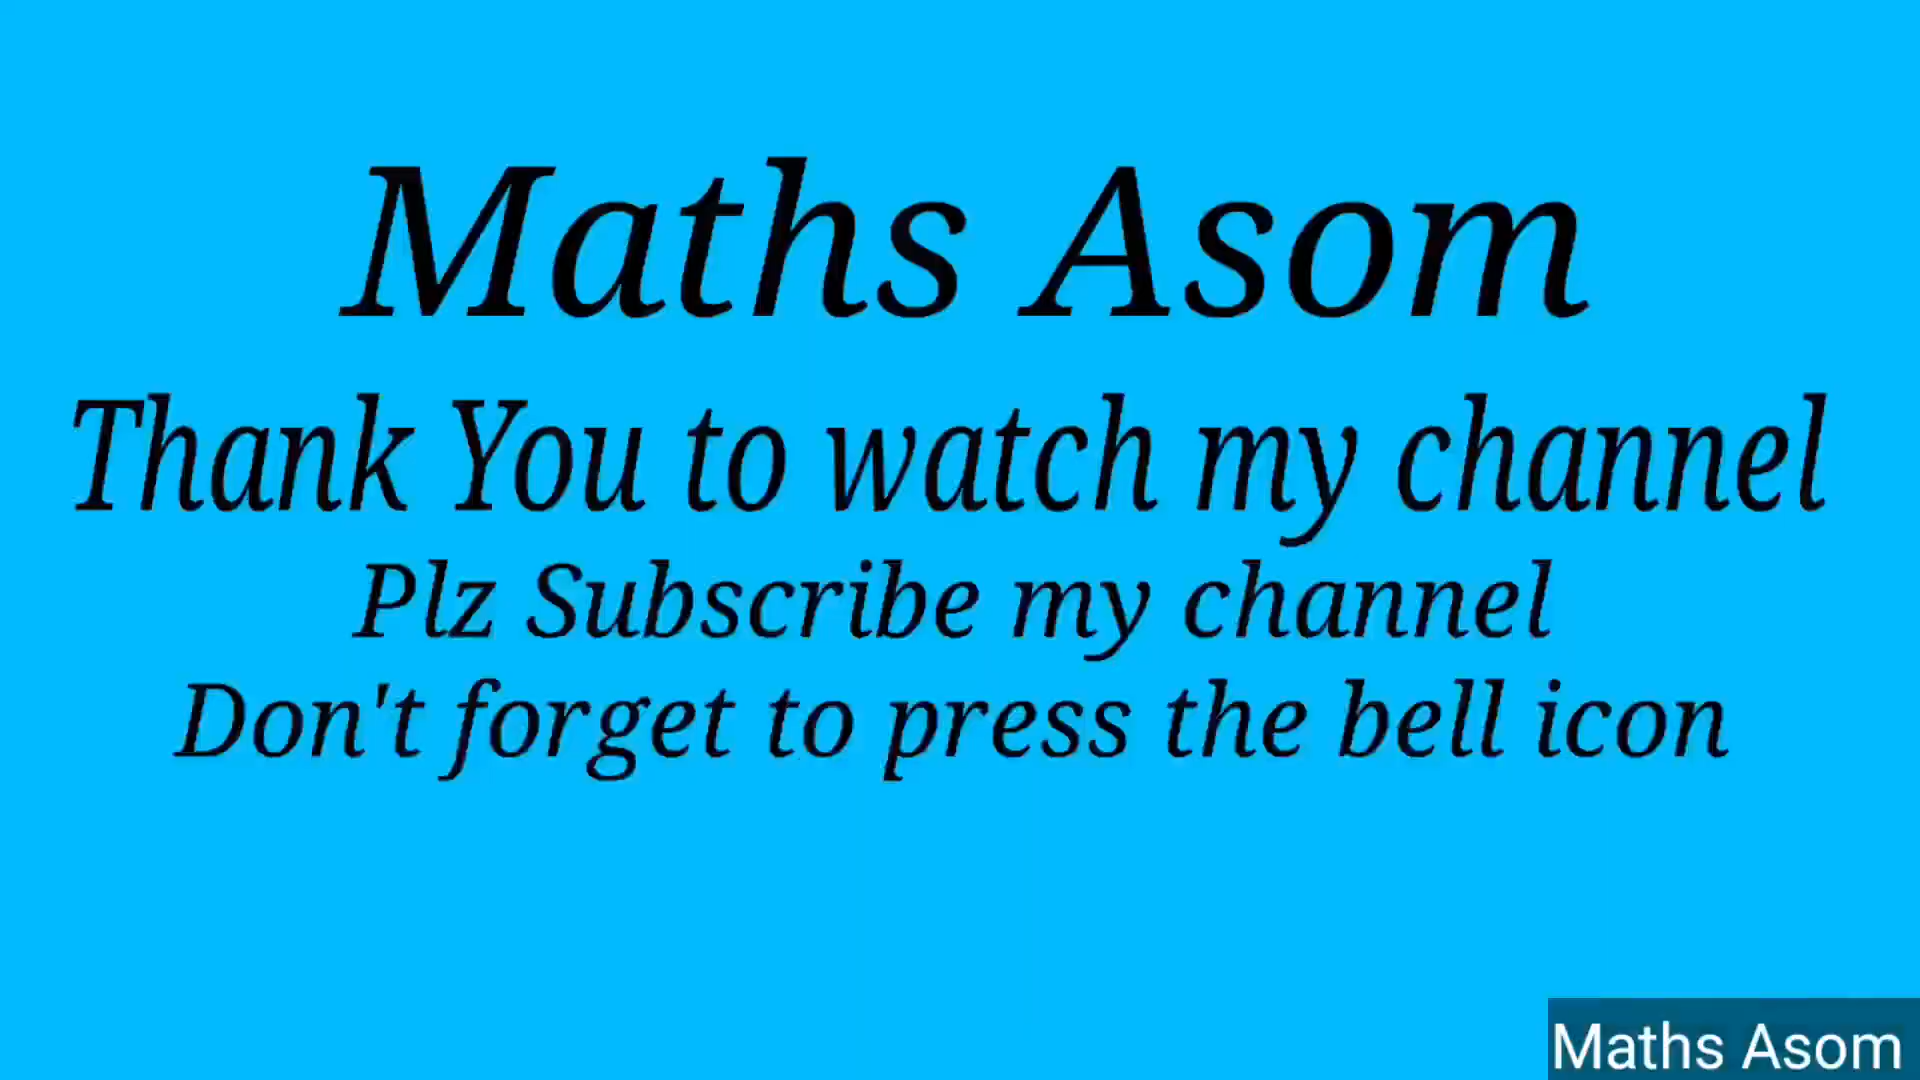 Maths Asom
Thank You to watch my channel
Plz Subscribe my channel
Don't forget to press the bell icon
Maths Asom